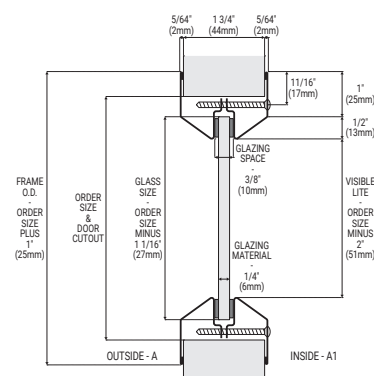 5/64"
(2mm)
1 3/4"
(44mm)
5/64"
(2mm)
11/16"
(17mm)
1"
(25mm)
1/2"
(13mm)
GLAZING
SPACE
-
3/8"
(10mm)
FRAME
O.D.
-
ORDER
SIZE
PLUS
1"
(25mm)
ORDER
SIZE
&
DOOR
CUTOUT
GLASS
SIZE
-
ORDER
SIZE
MINUS
1 1/16"
(27mm)
VISIBLE
LITE
-
ORDER
SIZE
MINUS
2"
(51mm)
GLAZING
MATERIAL
-
1/4"
(6mm)
OUTSIDE - A
INSIDE - A1